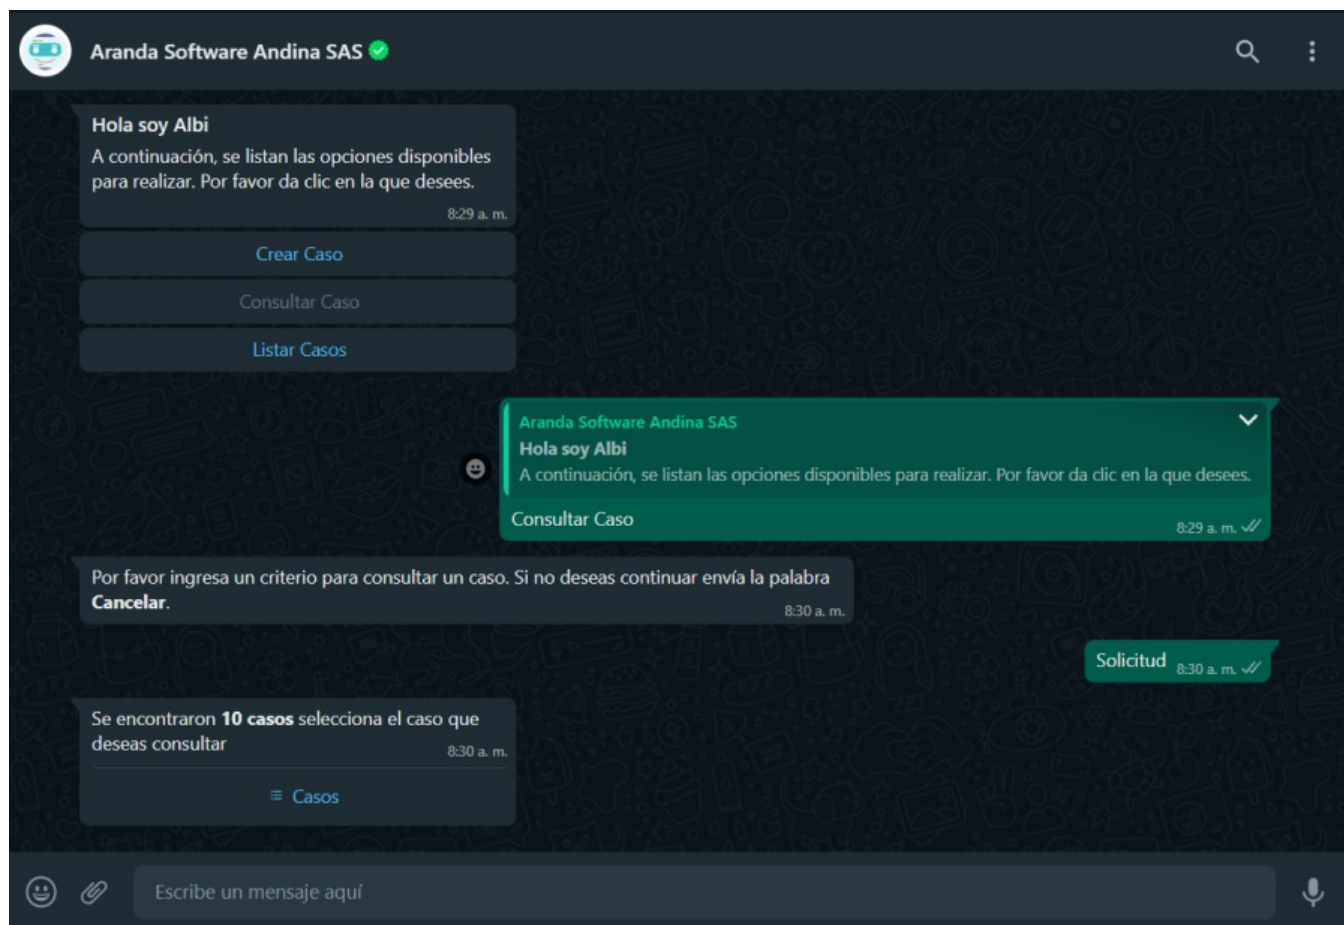 Aranda Software Andina SAS
Hola soy Albi
A continuación, se listan las opciones disponibles
para realizar. Por favor da clic en la que desees.
8:29 a. m.
Crear Caso
Consultar Caso
Listar Casos
Aranda Software Andina SAS
Hola soy Albi
A continuación, se listan las opciones disponibles para realizar. Por favor da clic en la que desees.
Consultar Caso
8:29 a. m.
Por favor ingresa un criterio para consultar un caso. Si no deseas continuar envía la palabra
Cancelar.
8:30 a. m.
Solicitud 8:30 a. m.
Se encontraron 10 casos selecciona el caso que
deseas consultar
8:30 a. m.
Casos
Escribe un mensaje aquí